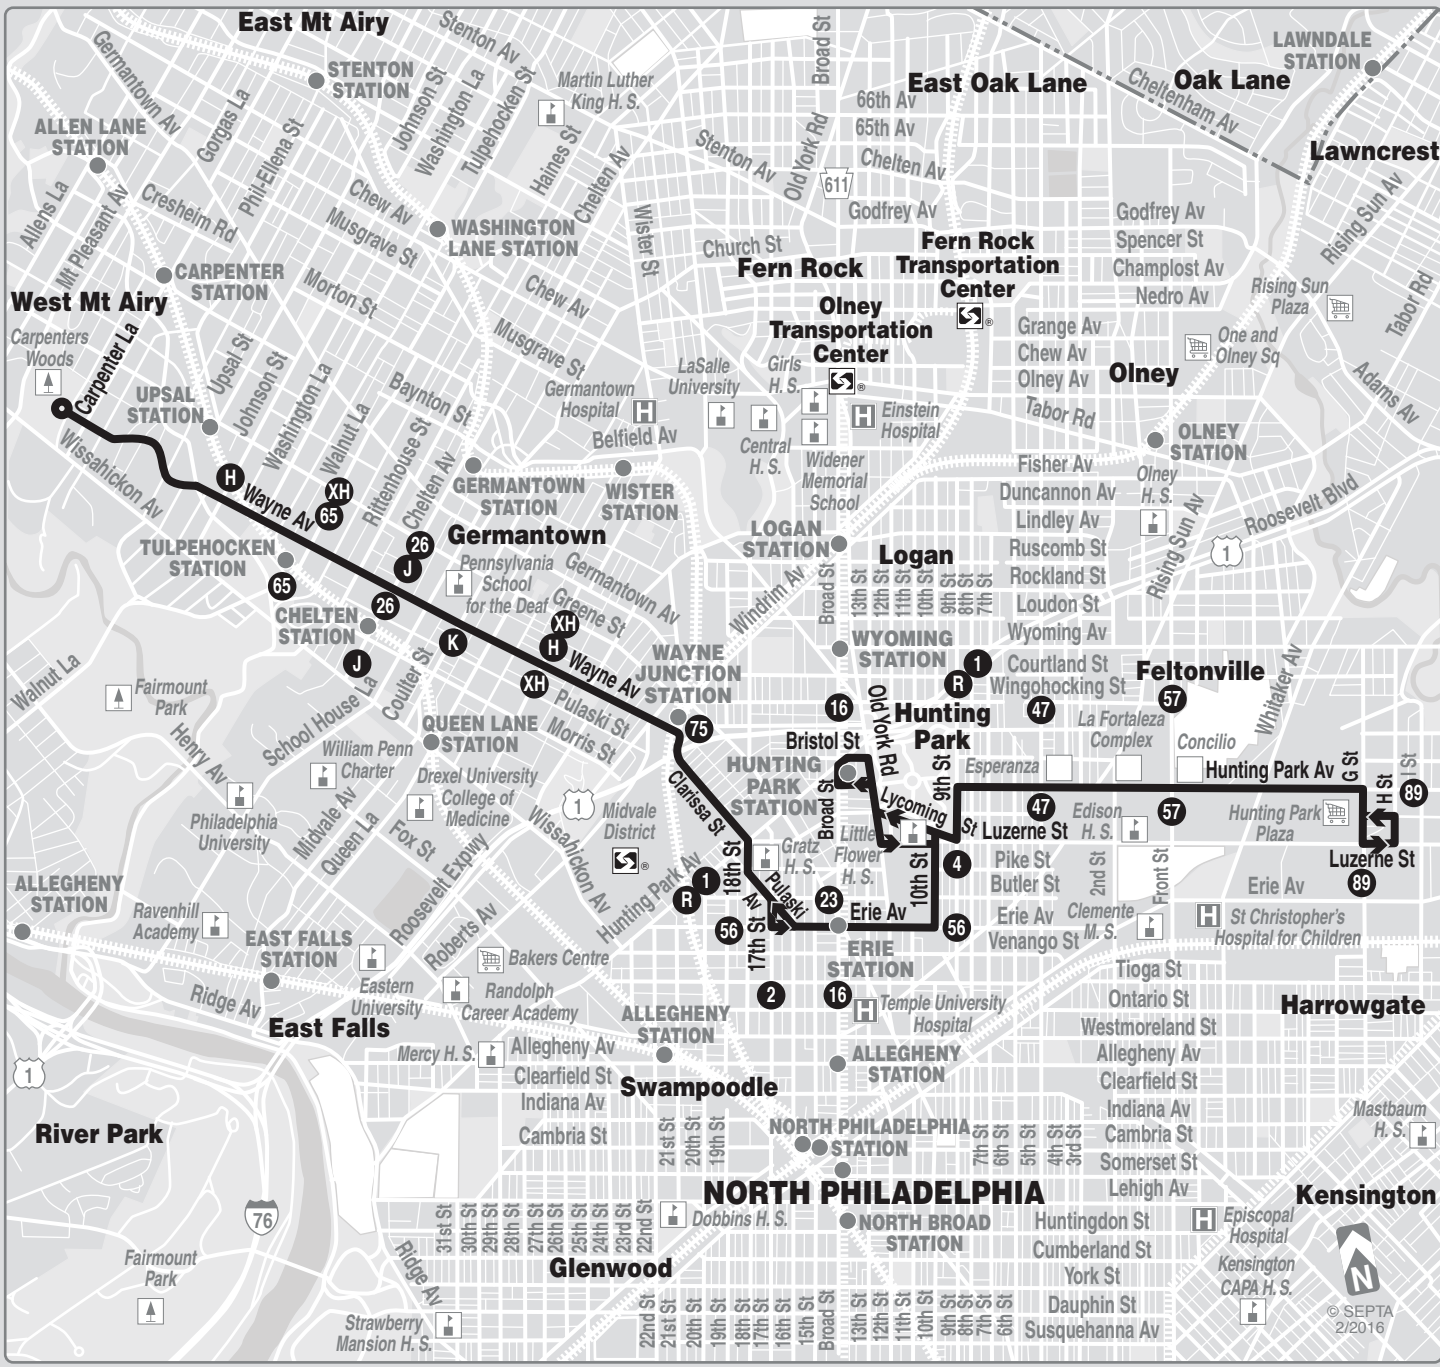 East Mt Airy
Stenton Av
Broad St
LAWNDALE
STATION
Germantown Av
STENTON
STATION
Johnson St
Washington La
Tulpehocken St
Martin Luther
King H. S.
66th Av
65th Av
East Oak Lane
Oak Lane
Cheltenham Av
Gorgas La
ALLEN LANE
STATION
Phil-Ellena St
Haines St
Chelten Av
Stenton Av
Old York Rd
Chelten Av
611
Lawncrest
Allens La
Mt Pleasant Av
Cresheim Rd
Chew Av
Musgrave St
WASHINGTON
LANE STATION
Wister St
Godfrey Av
Godfrey Av
Spencer St
Champlost Av
Nedro Av
Rising Sun Av
Church St
Fern Rock
Fern Rock
Transportation
Center
®
CARPENTER
STATION
Morton St
Chew Av
Musgrave St
Rising Sun
Plaza
Tabor Rd
West Mt Airy
Carpenters
Woods
Carpenter La
Olney
Transportation
Center
®
Grange Av
Chew Av
Olney Av
Tabor Rd
One and
Olney Sq
Olney
Adams Av
Upsal St
Johnson St
Washington La
Walnut La
Baynton St
UPSAL
STATION
Germantown
Hospital
Belfield Av
LaSalle
University
Girls
H. S.
Central
H. S.
Einstein
Hospital
Widener
Memorial
School
OLNEY
STATION
Olney
H. S.
Wissahickon Av
H
Wayne Av
XH
65
Rittenhouse St
Chelten Av
GERMANTOWN
STATION
WISTER
STATION
Fisher Av
Duncannon Av
Lindley Av
Ruscomb St
Rockland St
Loudon St
Wyoming Av
Rising Sun Av
Roosevelt Blvd
1
TULPEHOCKEN
STATION
65
26
J
Germantown
Pennsylvania
School
for the Deaf
Germantown Av
Greene St
LOGAN
STATION
Logan
Windrim Av
Broad St
13th St
12th St
11th St
10th St
9th St
8th St
7th St
CHELTEN
STATION
26
J
K
XH
H
Wayne Av
XH
WAYNE
JUNCTION
STATION
75
WYOMING
STATION
1
R
Courtland St
Wingohocking St
Feltonville
57
47
Whitaker Av
Walnut La
Fairmount
Park
Henry Av
School House La
Coulter St
Pulaski St
Morris St
QUEEN LANE
STATION
William Penn
Charter
Drexel University
College of
Medicine
16
Old York Rd
Bristol St
Hunting
Park
La Fortaleza
Complex
Concilio
Esperanza
HUNTING
PARK
STATION
9th St
Hunting Park Av
G St
H St
I St
89
Philadelphia
University
Midvale Av
Queen La
Fox St
1
Wissahickon Av
Midvale
District
®
Clarissa St
18th St
Gratz
H. S.
Broad St
Lycoming
St
Little
Flower
H. S.
10th St
Luzerne St
47
Edison
H. S.
57
Hunting Park
Plaza
Luzerne St
89
4
Pike St
Butler St
2nd St
Front St
Erie Av
Erie Av
Venango St
Clemente
M. S.
St Christopher's
Hospital for Children
ALLEGHENY
STATION
Ravenhill
Academy
EAST FALLS
STATION
Roosevelt Expwy
Roberts Av
Hunting Park Av
R
1
56
17th St
Pulaski
Av
23
Erie Av
56
ERIE
STATION
Bakers Centre
Eastern
University
Randolph
Career Academy
Ridge Av
East Falls
2
16
Temple University
Hospital
Tioga St
Ontario St
Westmoreland St
Allegheny Av
Clearfield St
Indiana Av
Cambria St
Somerset St
Lehigh Av
Harrowgate
ALLEGHENY
STATION
Mercy H. S.
Allegheny Av
Clearfield St
Indiana Av
Cambria St
Swampoodle
ALLEGHENY
STATION
1
River Park
21st St
20th St
19th St
NORTH PHILADELPHIA
STATION
7th St
6th St
5th St
4th St
3rd St
Mastbaum
H. S.
NORTH PHILADELPHIA
Kensington
76
31st St
30th St
29th St
28th St
27th St
26th St
25th St
24th St
23rd St
22nd St
Dobbins H. S.
NORTH BROAD
STATION
Huntingdon St
Cumberland St
York St
Dauphin St
Susquehanna Av
Episcopal
Hospital
Kensington
CAPA H. S.
Fairmount
Park
Ridge Av
Glenwood
Strawberry
Mansion H. S.
22nd St
21st St
20th St
19th St
18th St
17th St
16th St
15th St
Broad St
13th St
12th St
11th St
10th St
9th St
8th St
7th St
6th St
N
© SEPTA
2/2016